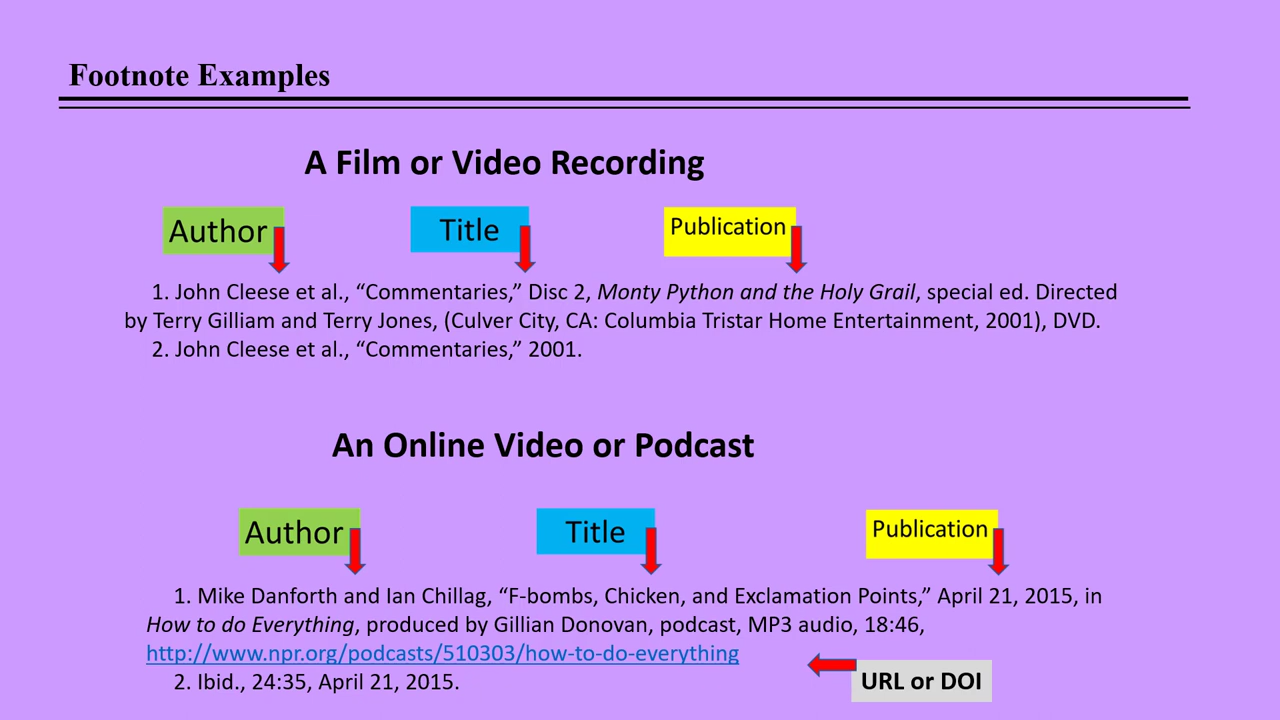 Footnote Examples
A Film or Video Recording
Author
Title
Publication
1. John Cleese et al., “Commentaries,” Disc 2, Monty Python and the Holy Grail, special ed. Directed
by Terry Gilliam and Terry Jones, (Culver City, CA: Columbia Tristar Home Entertainment, 2001), DVD.
2. John Cleese et al., “Commentaries,” 2001.
An Online Video or Podcast
Author
Title
Publication
1. Mike Danforth and Ian Chillag, “F-bombs, Chicken, and Exclamation Points,” April 21, 2015, in
How to do Everything, produced by Gillian Donovan, podcast, MP3 audio, 18:46,
http://www.npr.org/podcasts/510303/how-to-do-everything
URL or DOI
2. Ibid., 24:35, April 21, 2015.